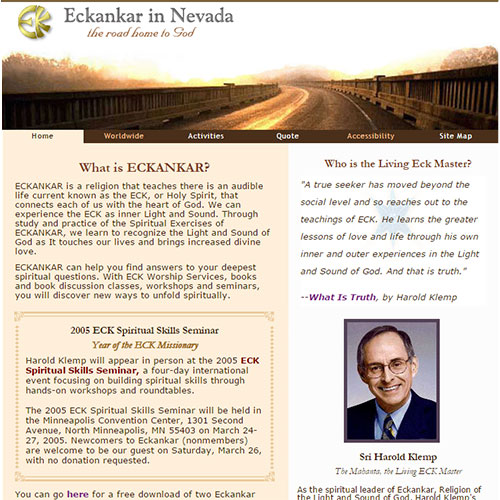 Eckankar in Nevada
the road home to God
Home Worldwide Activities Quote Accessibility Site Map
What is ECKANKAR?
ECKANKAR is a religion that teaches there is an audible
life current known as the ECK, or Holy Spirit, that
connects each of us with the heart of God. We can
experience the ECK as inner Light and Sound. Through
study and practice of the Spiritual Exercises of
ECKANKAR, we learn to recognize the Light and Sound of
God as It touches our lives and brings increased divine
love.
ECKANKAR can help you find answers to your deepest
spiritual questions. With ECK Worship Services, books
and book discussion classes, workshops and seminars,
you will discover new ways to unfold spiritually.
2005 ECK Spiritual Skills Seminar
Year of the ECK Missionary
Harold Klemp will appear in person at the 2005 ECK
Spiritual Skills Seminar, a four-day international
event focusing on building spiritual skills through
hands-on workshops and roundtables.
The 2005 ECK Spiritual Skills Seminar will be held in
the Minneapolis Convention Center, 1301 Second
Avenue, North Minneapolis, MN 55403 on March 24-
27, 2005. Newcomers to Eckankar (nonmembers)
are welcome to be our guest on Saturday, March 26,
with no donation requested.
You can go here for a free download of two Eckankar
Who is the Living Eck Master?
"A true seeker has moved beyond the
social level and so reaches out to the
teachings of ECK. He learns the greater
lessons of love and life through his own
inner and outer experiences in the Light
and Sound of God. And that is truth."
--What Is Truth, by Harold Klemp
Sri Harold Klemp
The Mahanta, the Living ECK Master
As the spiritual leader of Eckankar, Religion of
the Light and Sound of God, Harold Klemp's